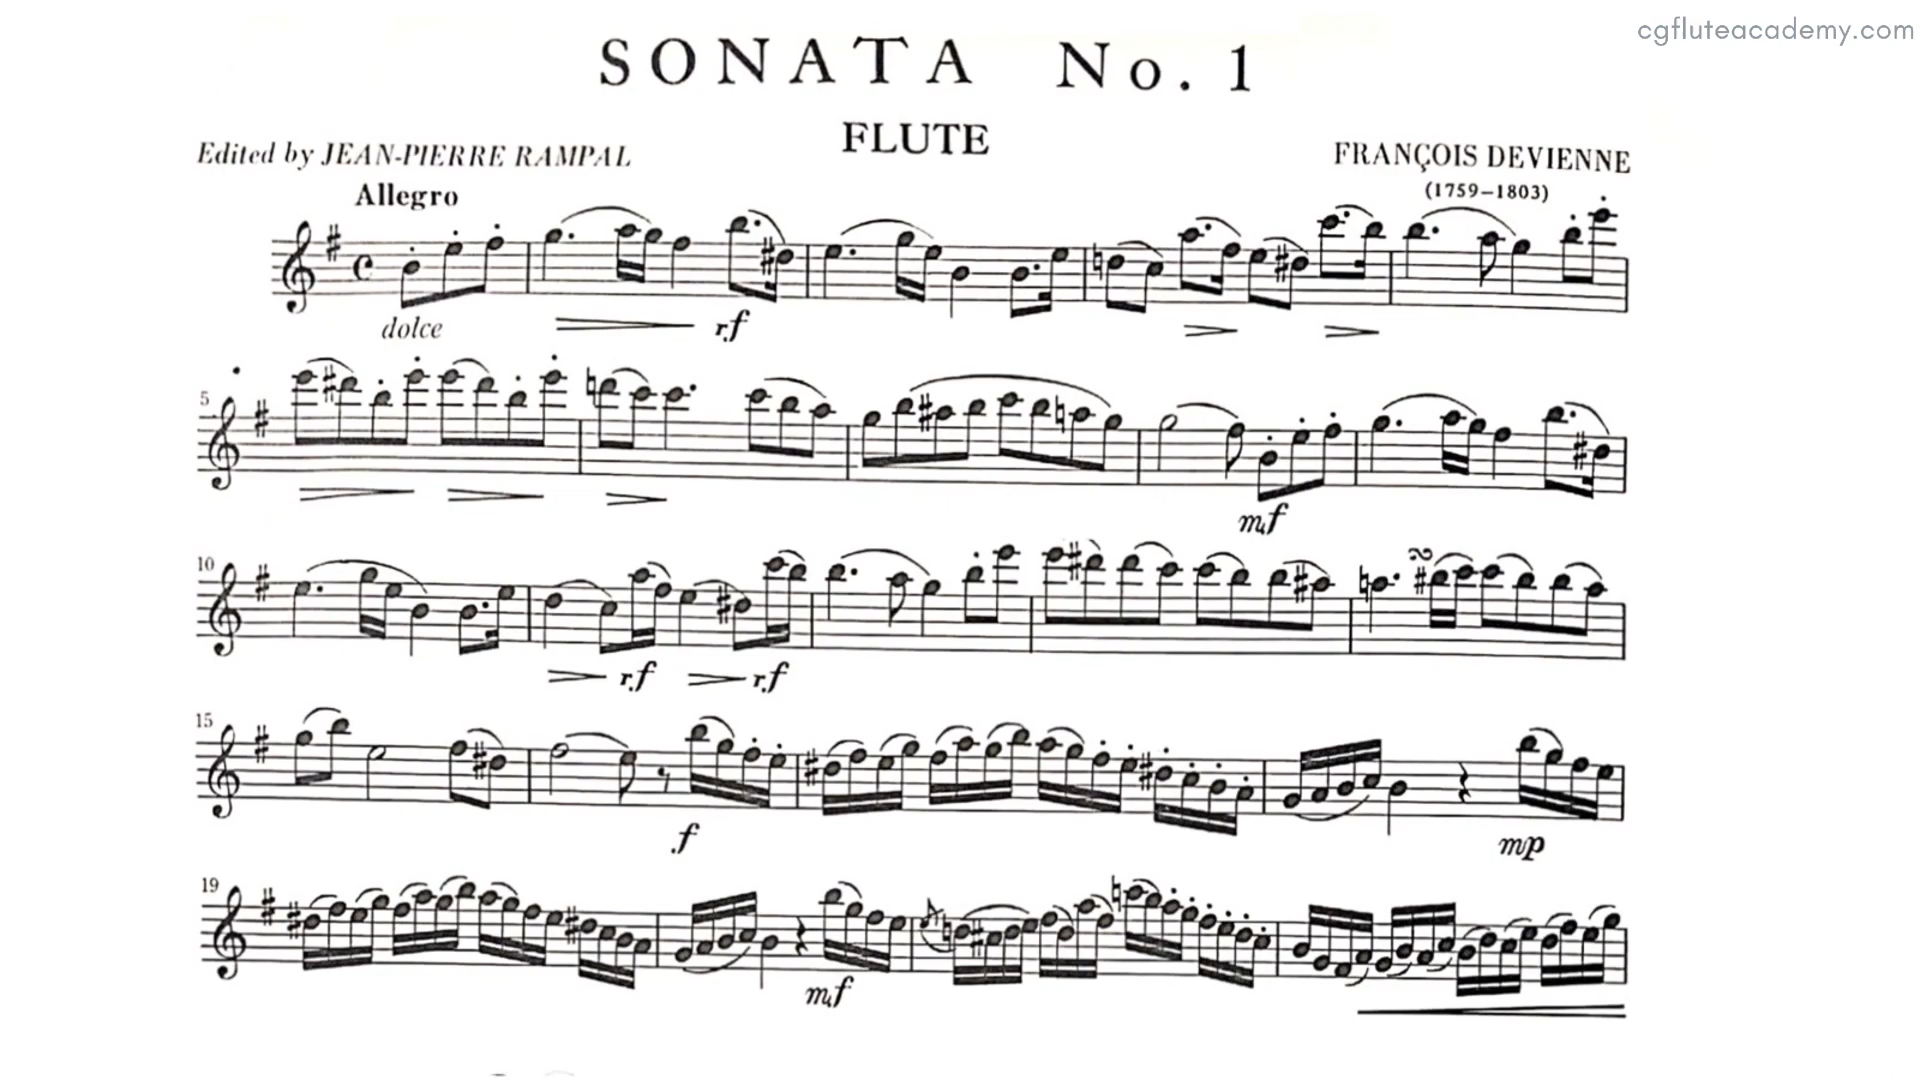 cgfluteacademy.com
SONATA No. 1
FLUTE
Edited by JEAN-PIERRE RAMPAL
FRANÇOIS DEVIENNE
(1759–1803)
Allegro
dolce
rf
5
mf
10
rf rf
15
f
mp
19
mf